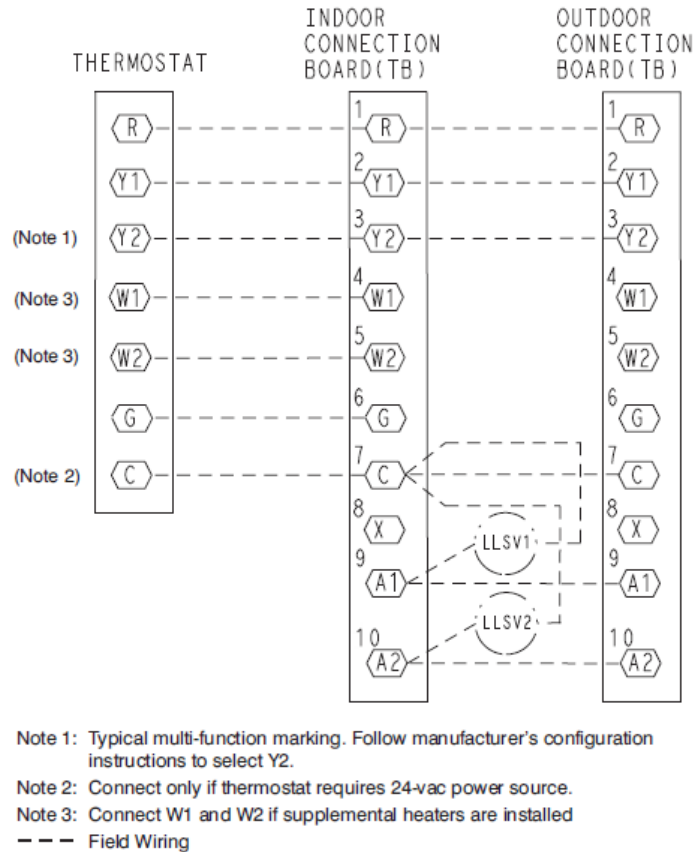 INDOOR
CONNECTION
BOARD(TB)
OUTDOOR
CONNECTION
BOARD(TB)
THERMOSTAT
R
1
R
1
R
Y1
2
Y1
2
Y1
(Note 1)
Y2
3
Y2
3
Y2
(Note 3)
W1
4
W1
4
W1
(Note 3)
W2
5
W2
5
W2
G
6
G
6
G
(Note 2)
C
7
C
7
C
8
X
LLSV1
8
X
9
A1
9
A1
LLSV2
10
A2
10
A2
Note 1: Typical multi-function marking. Follow manufacturer's configuration
instructions to select Y2.
Note 2: Connect only if thermostat requires 24-vac power source.
Note 3: Connect W1 and W2 if supplemental heaters are installed
Field Wiring